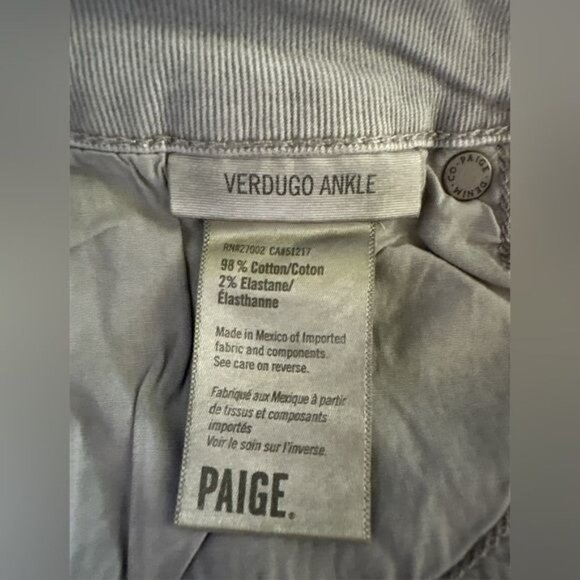 VERDUGO ANKLE
PAIGE DENIM · CO ·
RN#27002 CA#51217
98% Cotton/Coton
2% Elastane/
Élasthanne
Made in Mexico of Imported
fabric and components.
See care on reverse.
Fabriqué aux Mexique à partir
de tissus et composants
importés
Voir le soin sur l'inverse.
PAIGE.